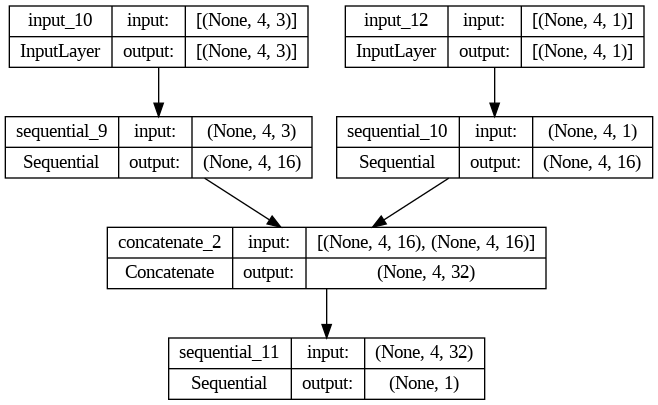 input_10 input: [(None, 4, 3)]
InputLayer output: [(None, 4, 3)]
input_12 input: [(None, 4, 1)]
InputLayer output: [(None, 4, 1)]
sequential_9 input: (None, 4, 3)
Sequential output: (None, 4, 16)
sequential_10 input: (None, 4, 1)
Sequential output: (None, 4, 16)
concatenate_2 input: [(None, 4, 16), (None, 4, 16)]
Concatenate output: (None, 4, 32)
sequential_11 input: (None, 4, 32)
Sequential output: (None, 1)